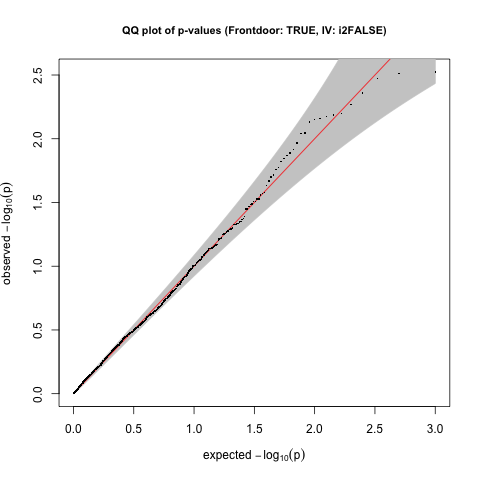 QQ plot of p-values (Frontdoor: TRUE, IV: i2FALSE)
observed −log10(p)
2.5
2.0
1.5
1.0
0.5
0.0
0.0 0.5 1.0 1.5 2.0 2.5 3.0
expected −log10(p)